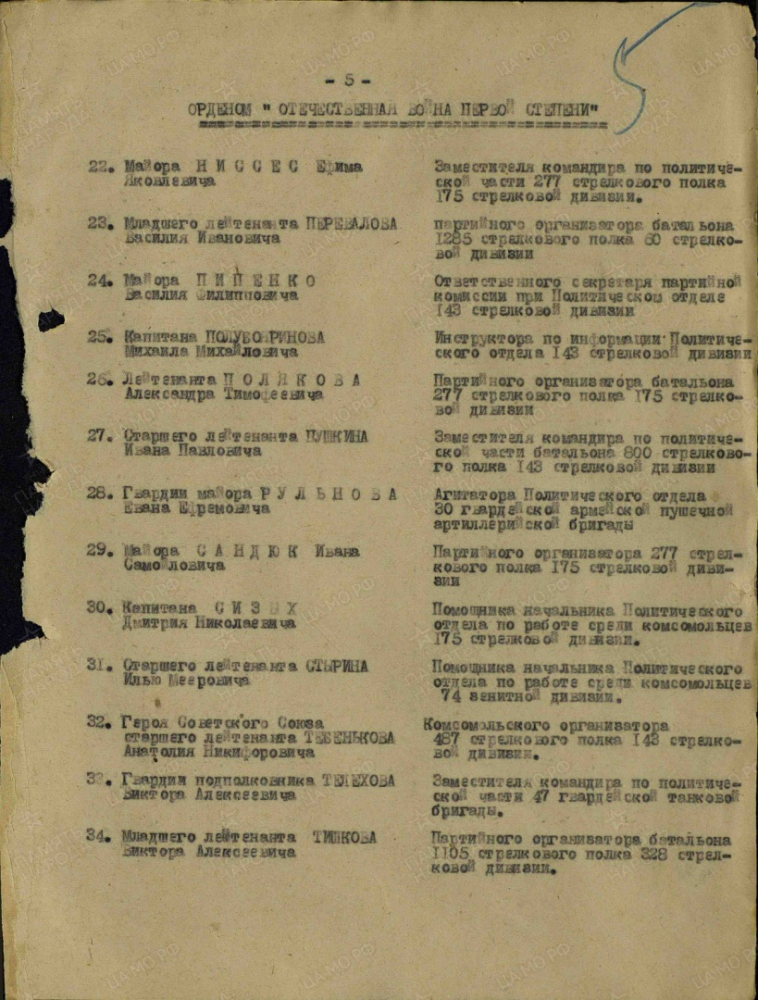 - 5 -
ОРДЕНОМ " ОТЕЧЕСТВЕННАЯ ВОЙНА ПЕРВОЙ СТЕПЕНИ"
22. Майора Н И С С Е С Ефима
Яковлевича
Заместителя командира по политиче-
ской части 277 стрелкового полка
175 стрелковой дивизии.
23. Младшего лейтенанта ПЕРЕВАЛОВА
Василия Ивановича
партийного организатора батальона
1285 стрелкового полка 60 стрелко-
вой дивизии
24. Майора П И П Е Н К О
Василия Филипповича
Ответственного секретаря партийной
комиссии при Политическом отделе
143 стрелковой дивизии
25. Капитана ПОЛУБОЯРИНОВА
Михаила Михайловича
Инструктора по информации Политиче-
ского отдела 143 стрелковой дивизии
26. Лейтенанта П О Л Я К О В А
Александра Тимофеевича
Партийного организатора батальона
277 стрелкового полка 175 стрелко-
вой дивизии
27. Старшего лейтенанта ПУШКИНА
Ивана Павловича
Заместителя командира по политиче-
ской части батальона 800 стрелково-
го полка 143 стрелковой дивизии
28. Гвардии майора Р У Л Ь Н О В А
Евана Ефремовича
Агитатора Политического отдела
30 гвардейской армейской пушечной
артиллерийской бригады
29. Майора С А Н Д Ю К Ивана
Самойловича
Партийного организатора 277 стрел-
кового полка 175 стрелковой диви-
зии
30. Капитана С И З Ы Х
Дмитрия Николаевича
Помощника начальника Политического
отдела по работе среди комсомольцев
175 стрелковой дивизии.
31. Старшего лейтенанта СТЫРИНА
Илью Мееровича
Помощника начальника Политического
отдела по работе среди комсомольцев
74 зенитной дивизии.
32. Героя Советского Союза
старшего лейтенанта ТЕБЕНЬКОВА
Анатолия Никифоровича
Комсомольского организатора
487 стрелкового полка 143 стрелко-
вой дивизии.
33. Гвардии подполковника ТЕЛЕХОВА
Виктора Алексеевича
Заместителя командира по политиче-
ской части 47 гвардейской танковой
бригады.
34. Младшего лейтенанта ТИШКОВА
Виктора Алексеевича
Партийного организатора батальона
1105 стрелкового полка 328 стрел-
ковой дивизии.